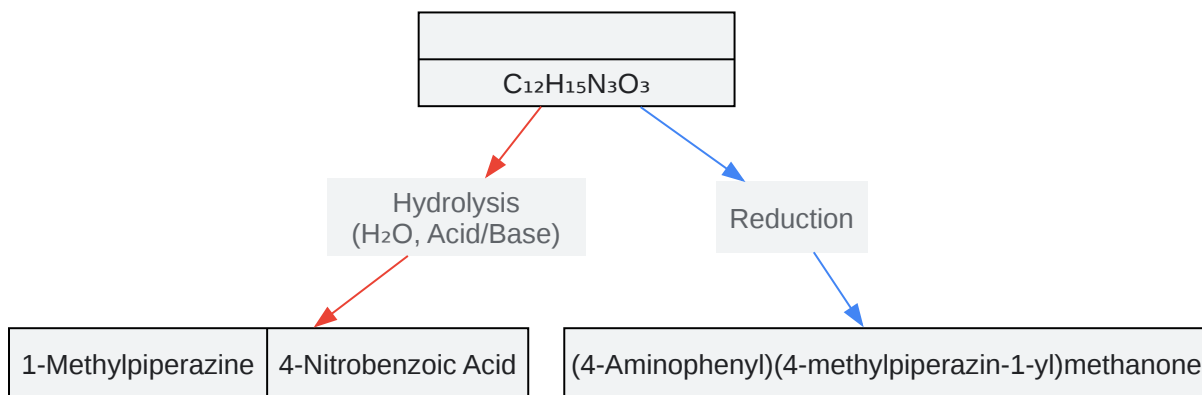 C₁₂H₁₅N₃O₃
Hydrolysis
(H₂O, Acid/Base)
Reduction
1-Methylpiperazine
4-Nitrobenzoic Acid
(4-Aminophenyl)(4-methylpiperazin-1-yl)methanone